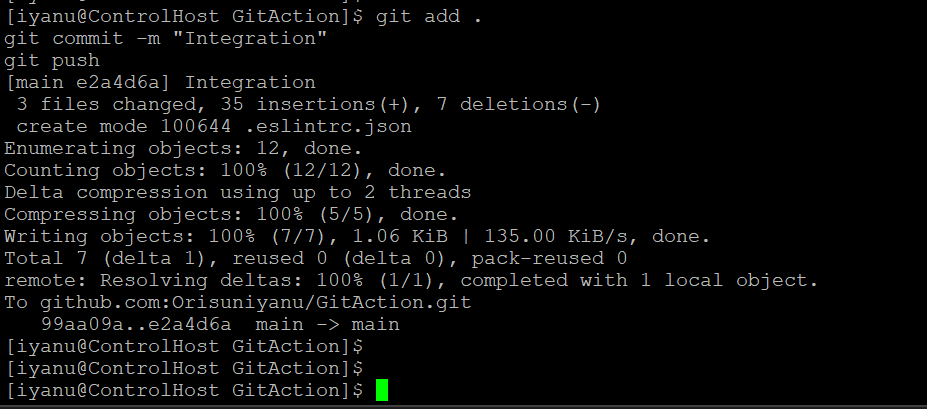 [iyanu@ControlHost GitAction]$ git add .
git commit -m "Integration"
git push
[main e2a4d6a] Integration
 3 files changed, 35 insertions(+), 7 deletions(-)
 create mode 100644 .eslintrc.json
Enumerating objects: 12, done.
Counting objects: 100% (12/12), done.
Delta compression using up to 2 threads
Compressing objects: 100% (5/5), done.
Writing objects: 100% (7/7), 1.06 KiB | 135.00 KiB/s, done.
Total 7 (delta 1), reused 0 (delta 0), pack-reused 0
remote: Resolving deltas: 100% (1/1), completed with 1 local object.
To github.com:Orisuniyanu/GitAction.git
   99aa09a..e2a4d6a  main -> main
[iyanu@ControlHost GitAction]$
[iyanu@ControlHost GitAction]$
[iyanu@ControlHost GitAction]$